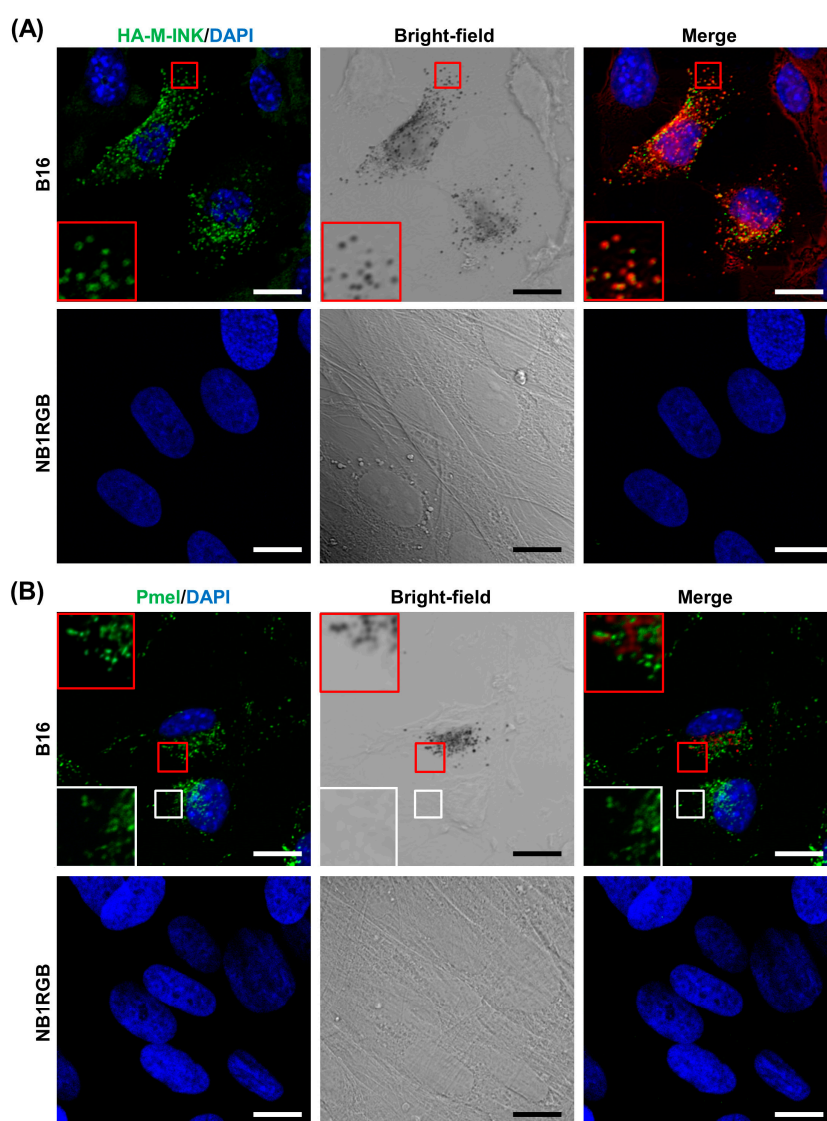 (A)
HA-M-INK/DAPI Bright-field Merge
B16
NB1RGB
(B)
Pmel/DAPI Bright-field Merge
B16
NB1RGB